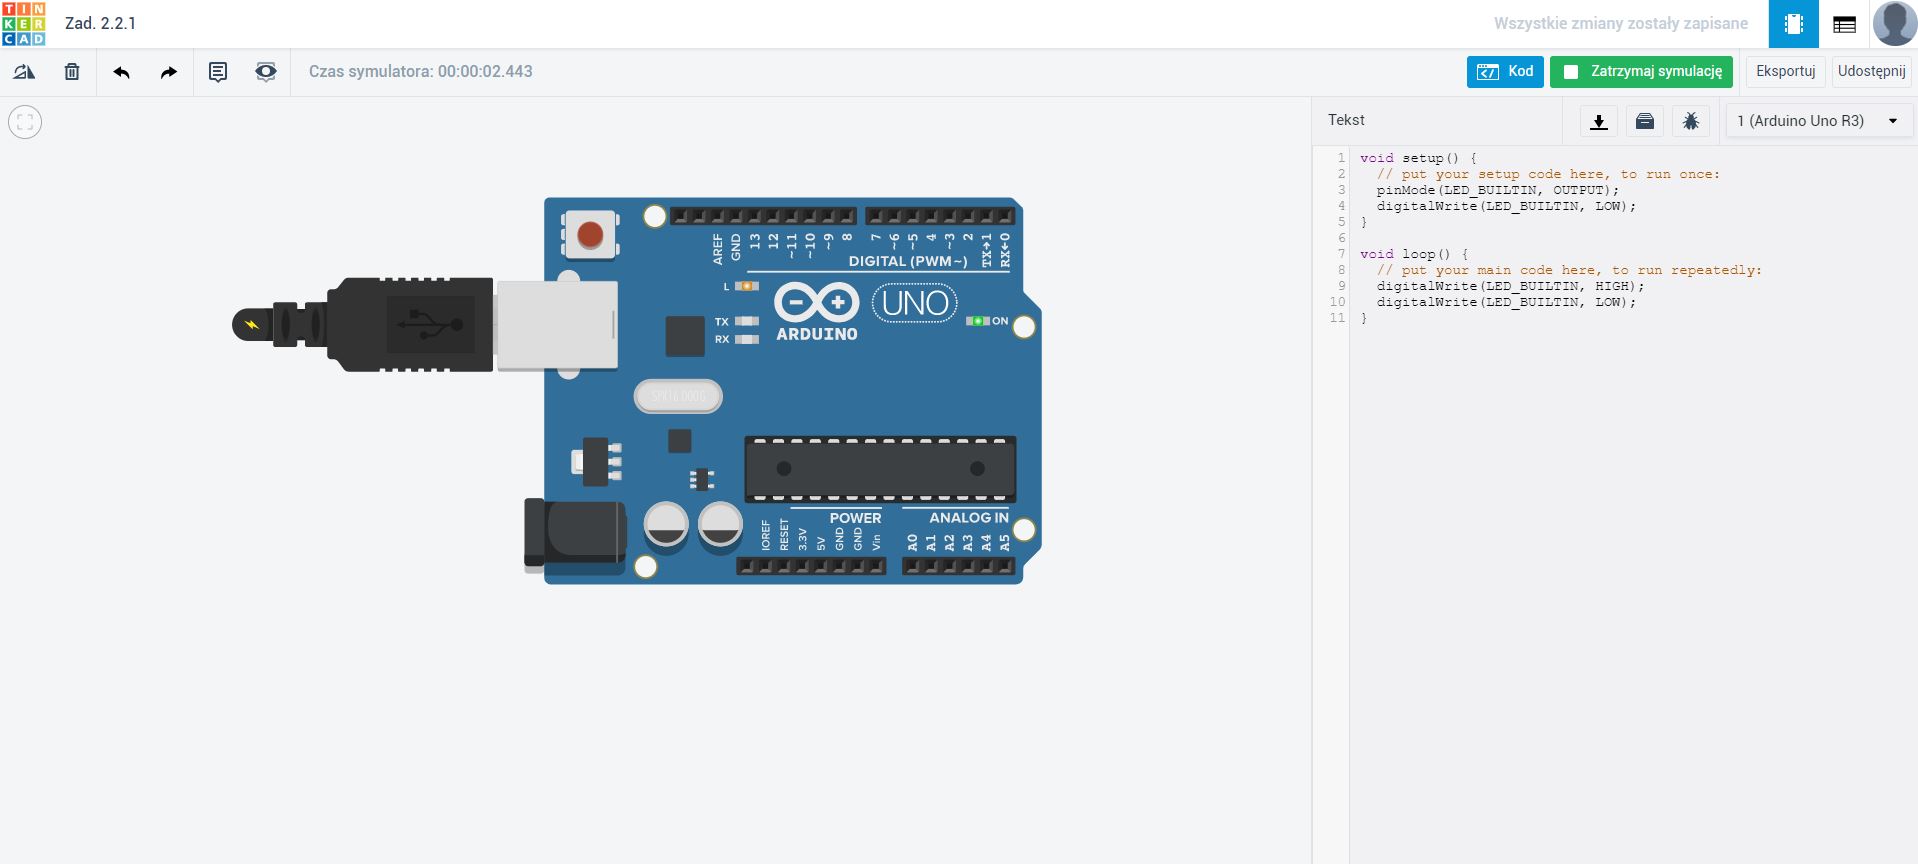 TINKERCAD
Zad. 2.2.1
Wszystkie zmiany zostały zapisane
Czas symulatora: 00:00:02.443
Kod
Zatrzymaj symulację
Eksportuj
Udostępnij
Tekst
1 (Arduino Uno R3)
AREF
GND
13
12
~11
~10
~9
8
7
~6
~5
4
~3
2
TX→1
RX←0
DIGITAL (PWM~)
L
TX
RX
ARDUINO
UNO
ON
SPK16.000G
POWER
ANALOG IN
IOREF
RESET
3.3V
5V
GND
GND
Vin
A0
A1
A2
A3
A4
A5
1 void setup() {
2 // put your setup code here, to run once:
3 pinMode(LED_BUILTIN, OUTPUT);
4 digitalWrite(LED_BUILTIN, LOW);
5 }
6
7 void loop() {
8 // put your main code here, to run repeatedly:
9 digitalWrite(LED_BUILTIN, HIGH);
10 digitalWrite(LED_BUILTIN, LOW);
11 }